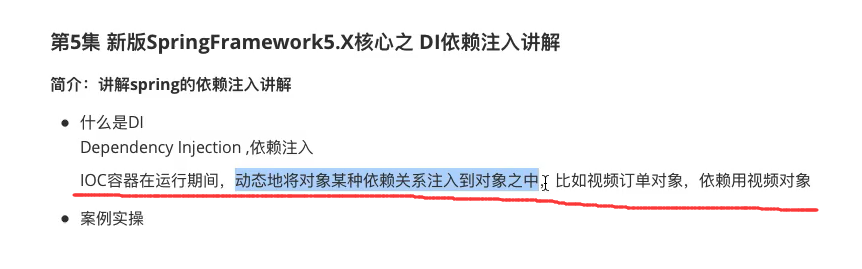 第5集 新版SpringFramework5.X核心之 DI依赖注入讲解
简介：讲解spring的依赖注入讲解
什么是DI
Dependency Injection ,依赖注入
IOC容器在运行期间，动态地将对象某种依赖关系注入到对象之中，比如视频订单对象，依赖用视频对象
案例实操